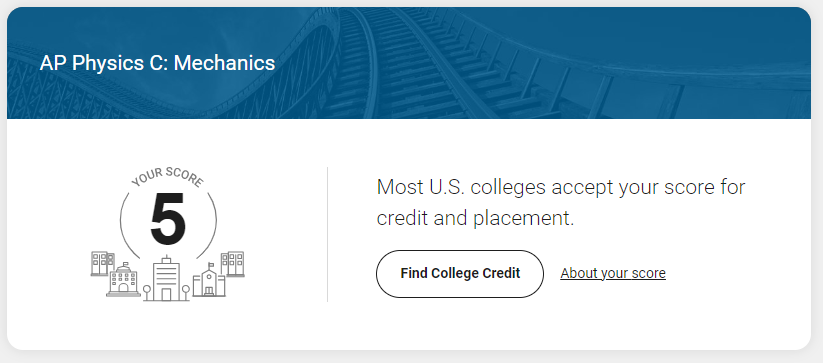 AP Physics C: Mechanics
YOUR SCORE
5
Most U.S. colleges accept your score for
credit and placement.
Find College Credit
About your score